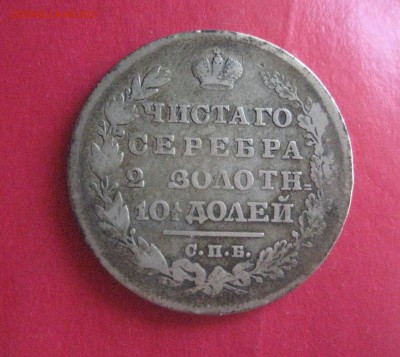 ЧИСТАГО
СЕРЕБРА
2 ЗОЛОТН=
10½ ДОЛЕЙ
С.П.Б.